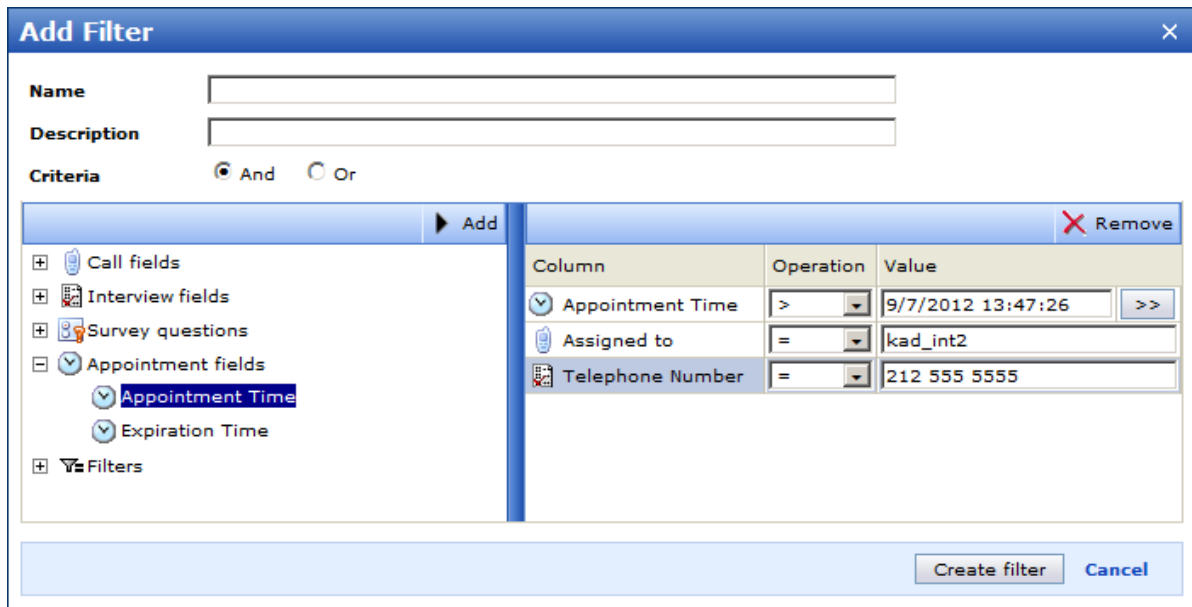 Add Filter
Name
Description
Criteria And Or
Add
Remove
Call fields
Interview fields
Survey questions
Appointment fields
Appointment Time
Expiration Time
Filters
Column Operation Value
Appointment Time > 9/7/2012 13:47:26 >>
Assigned to = kad_int2
Telephone Number = 212 555 5555
Create filter Cancel